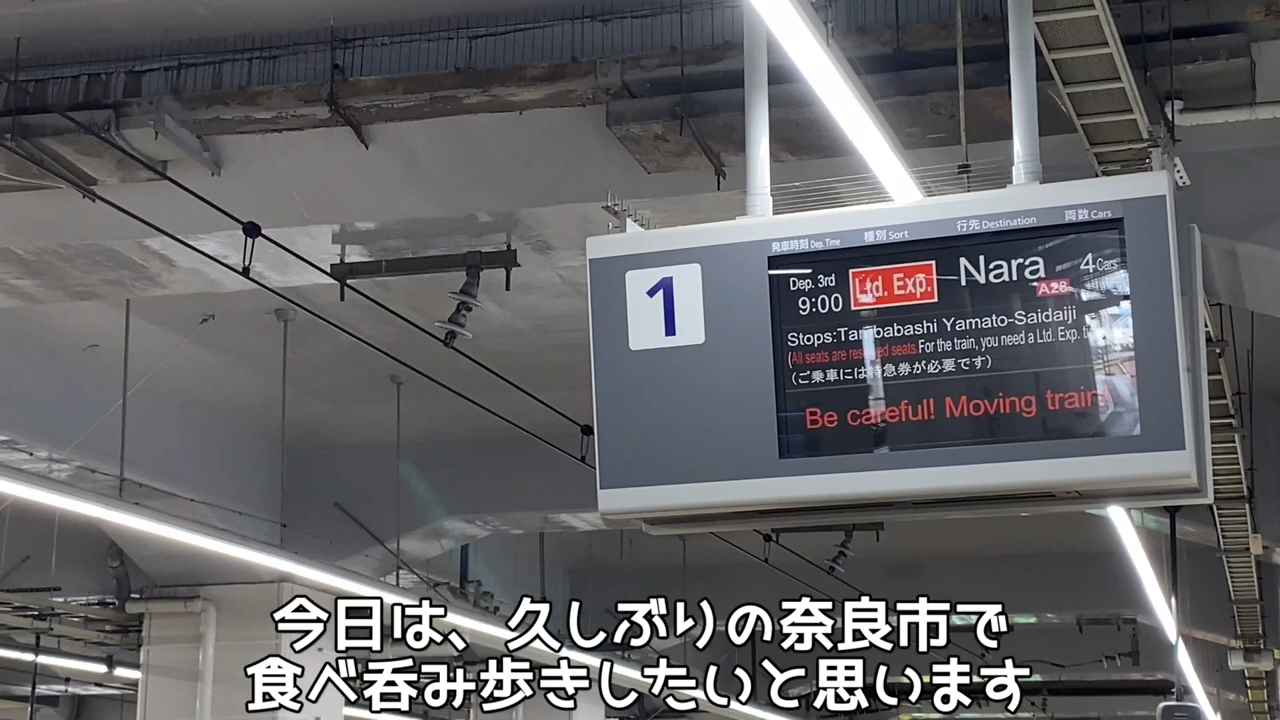 発車時刻 Dep. Time 種別 Sort 行先 Destination 両数 Cars
1
Dep. 3rd
9:00 Ltd. Exp. Nara 4 Cars
A28
Stops:Tambabashi Yamato-Saidaiji
(All seats are reserved seats.For the train, you need a Ltd. Exp.
(ご乗車には特急券が必要です)
Be careful! Moving train!
今日は、久しぶりの奈良市で
食べ呑み歩きしたいと思います